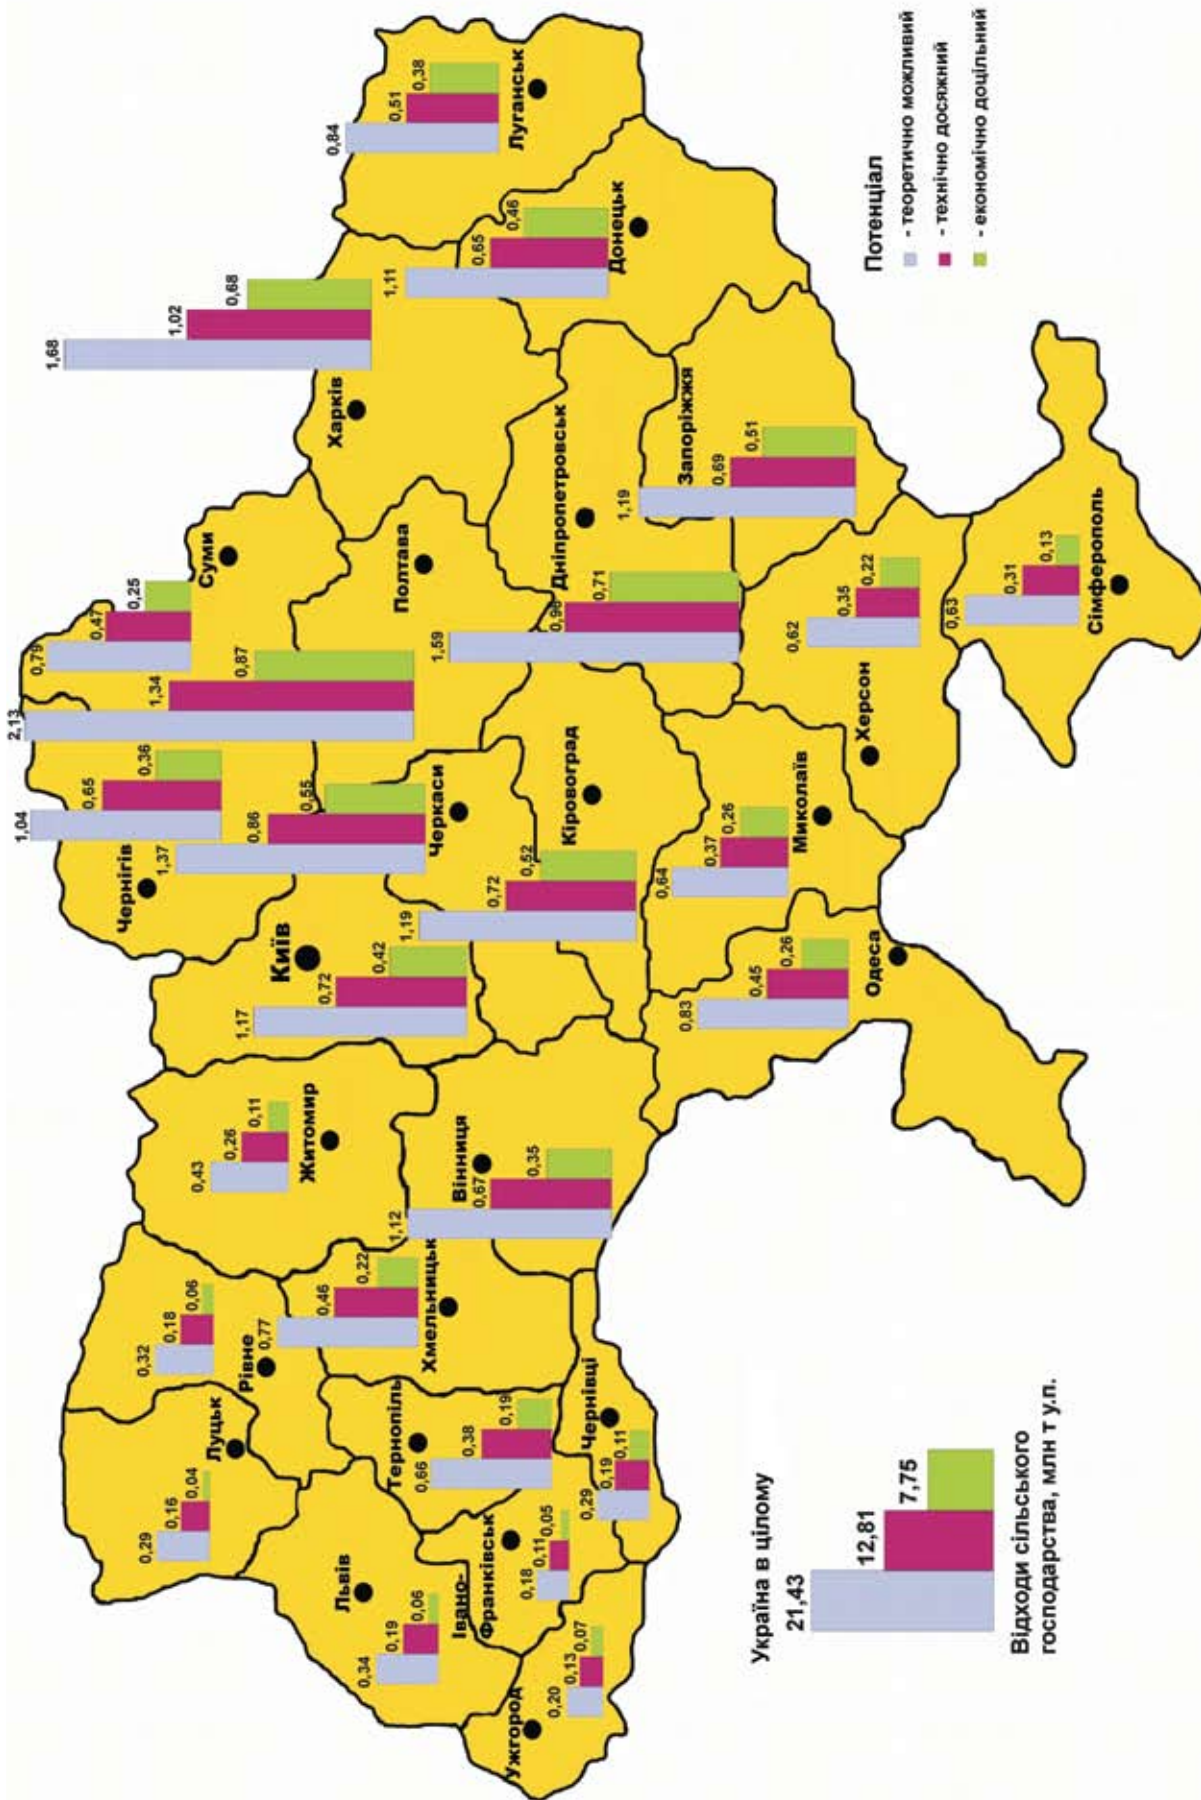 Луцьк
0,29
0,16
0,04
Рівне
0,32
0,18
0,06
Житомир
0,43
0,26
0,11
Київ
1,17
0,72
0,42
Чернігів
1,04
0,65
0,36
Суми
0,79
0,47
0,25
Львів
0,34
0,19
0,06
Тернопіль
0,66
0,38
0,19
Хмельницьк
0,77
0,46
0,22
Вінниця
1,12
0,67
0,35
Черкаси
1,37
0,86
0,55
Полтава
2,13
1,34
0,87
Харків
1,68
1,02
0,68
Луганськ
0,84
0,51
0,38
Ужгород
0,20
0,13
0,07
Івано-
Франківськ
0,18
0,11
0,05
Чернівці
0,29
0,19
0,11
Кіровоград
1,19
0,72
0,52
Дніпропетровськ
1,59
0,71
Донецьк
1,11
0,65
0,46
Запоріжжя
1,19
0,69
0,51
Одеса
0,83
0,45
0,26
Миколаїв
0,64
0,37
0,26
Херсон
0,62
0,35
0,22
Сімферополь
0,63
0,31
0,13
Україна в цілому
21,43
12,81
7,75
Відходи сільського
господарства, млн т у.п.
Потенціал
- теоретично можливий
- технічно досяжний
- економічно доцільний